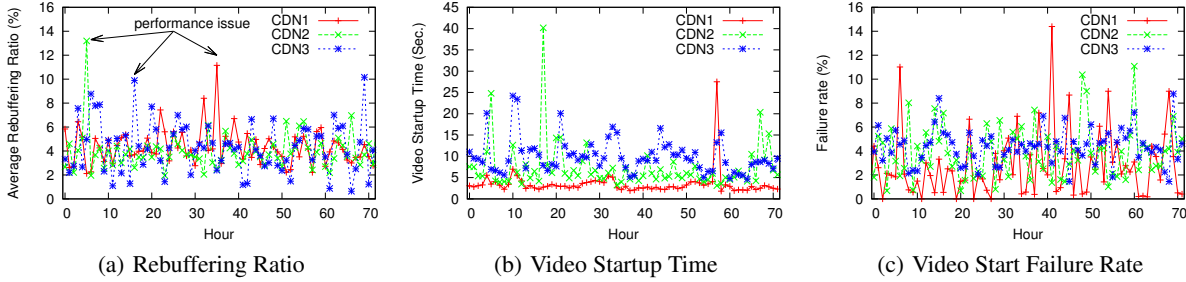 Average Rebuffering Ratio (%)
16
14
12
10
8
6
4
2
0
performance issue
CDN1
CDN2
CDN3
0 10 20 30 40 50 60 70
Hour
(a) Rebuffering Ratio
Video Startup Time (Sec.)
45
40
35
30
25
20
15
10
5
0
CDN1
CDN2
CDN3
0 10 20 30 40 50 60 70
Hour
(b) Video Startup Time
Failure rate (%)
16
14
12
10
8
6
4
2
0
CDN1
CDN2
CDN3
0 10 20 30 40 50 60 70
Hour
(c) Video Start Failure Rate